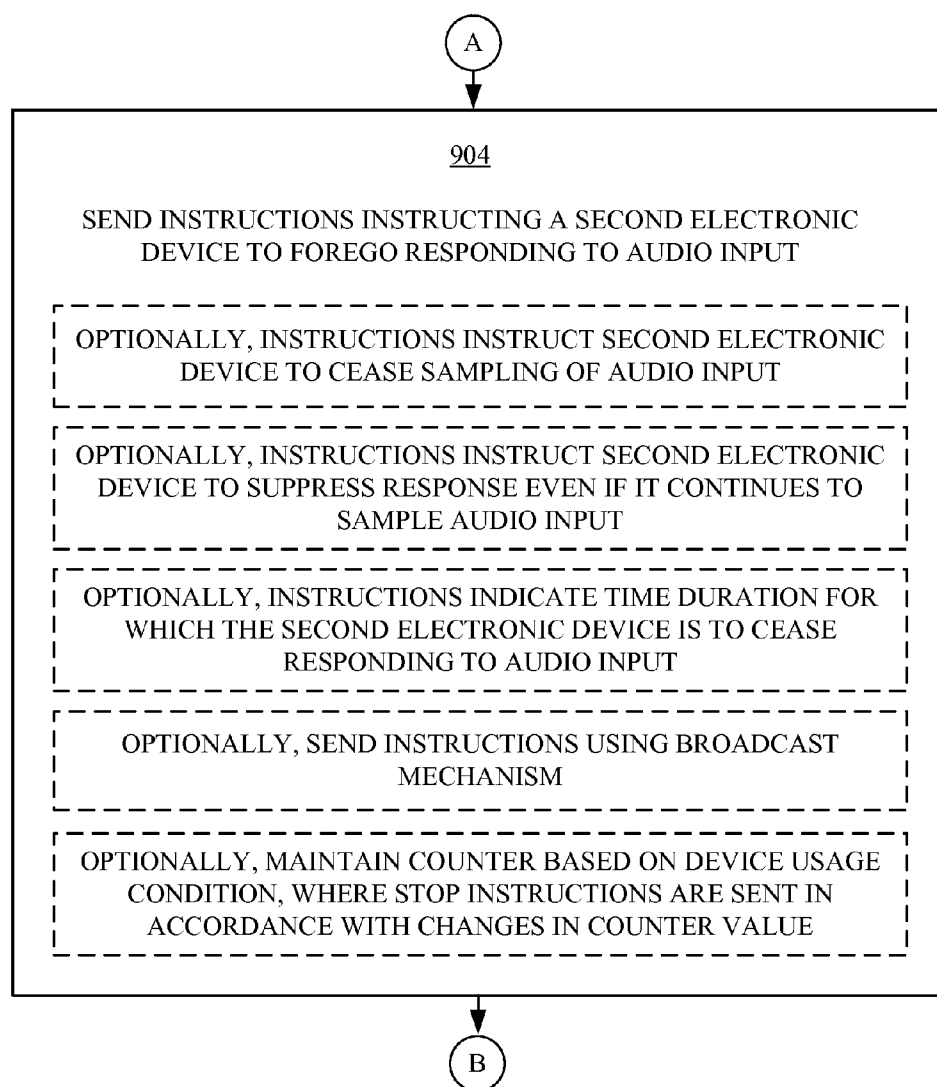 A
904
SEND INSTRUCTIONS INSTRUCTING A SECOND ELECTRONIC
DEVICE TO FOREGO RESPONDING TO AUDIO INPUT
OPTIONALLY, INSTRUCTIONS INSTRUCT SECOND ELECTRONIC
DEVICE TO CEASE SAMPLING OF AUDIO INPUT
OPTIONALLY, INSTRUCTIONS INSTRUCT SECOND ELECTRONIC
DEVICE TO SUPPRESS RESPONSE EVEN IF IT CONTINUES TO
SAMPLE AUDIO INPUT
OPTIONALLY, INSTRUCTIONS INDICATE TIME DURATION FOR
WHICH THE SECOND ELECTRONIC DEVICE IS TO CEASE
RESPONDING TO AUDIO INPUT
OPTIONALLY, SEND INSTRUCTIONS USING BROADCAST
MECHANISM
OPTIONALLY, MAINTAIN COUNTER BASED ON DEVICE USAGE
CONDITION, WHERE STOP INSTRUCTIONS ARE SENT IN
ACCORDANCE WITH CHANGES IN COUNTER VALUE
B